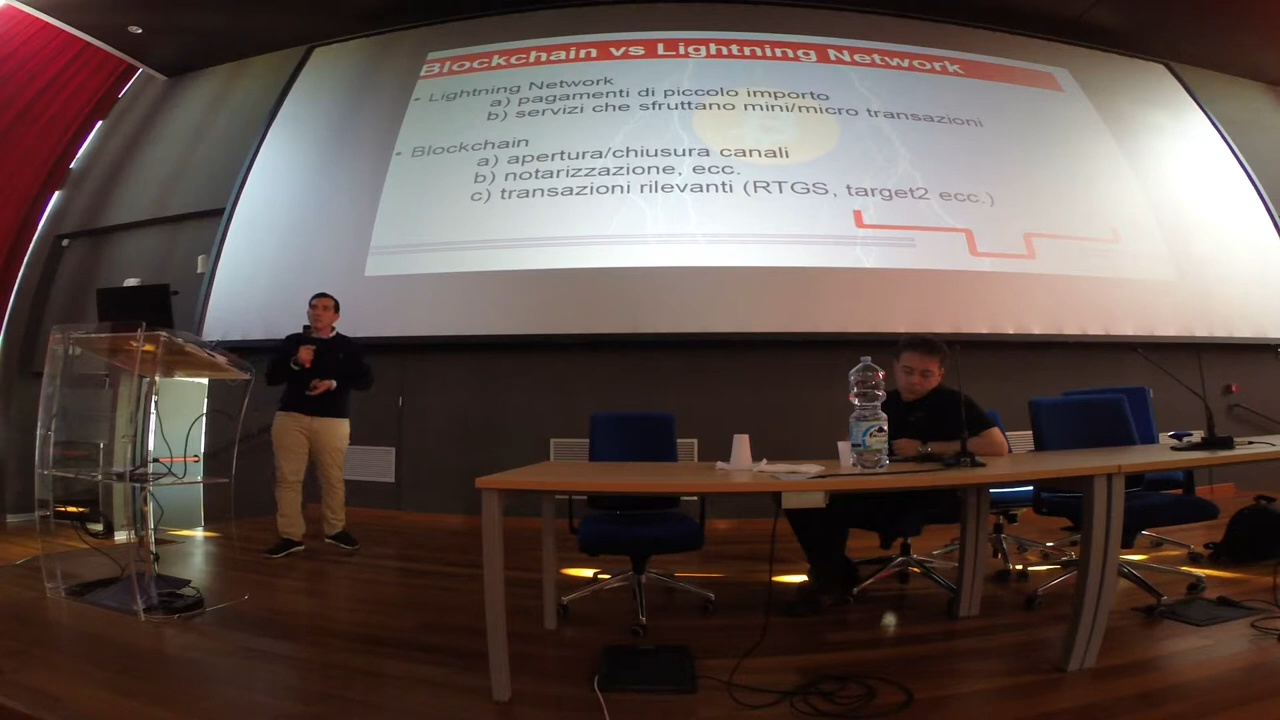 Blockchain vs Lightning Network
• Lightning Network
a) pagamenti di piccolo importo
b) servizi che sfruttano mini/micro transazioni
• Blockchain
a) apertura/chiusura canali
b) notarizzazione, ecc.
c) transazioni rilevanti (RTGS, target2 ecc.)